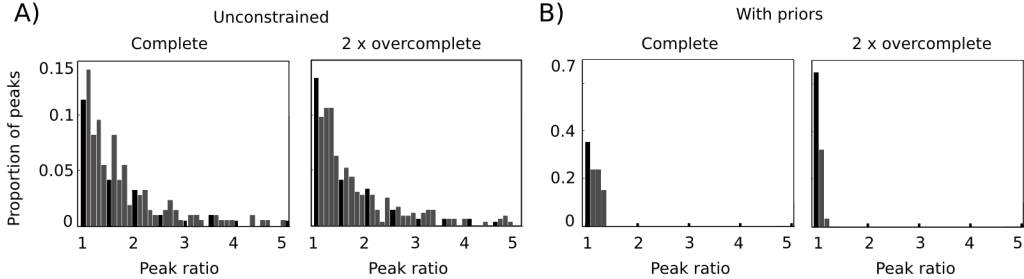 A)
Unconstrained
Complete
2 x overcomplete
Proportion of peaks
0.15
0.1
0.05
0
1 2 3 4 5
1 2 3 4 5
Peak ratio
Peak ratio
B)
With priors
Complete
2 x overcomplete
0.7
0.4
0.2
0
1 2 3 4 5
1 2 3 4 5
Peak ratio
Peak ratio